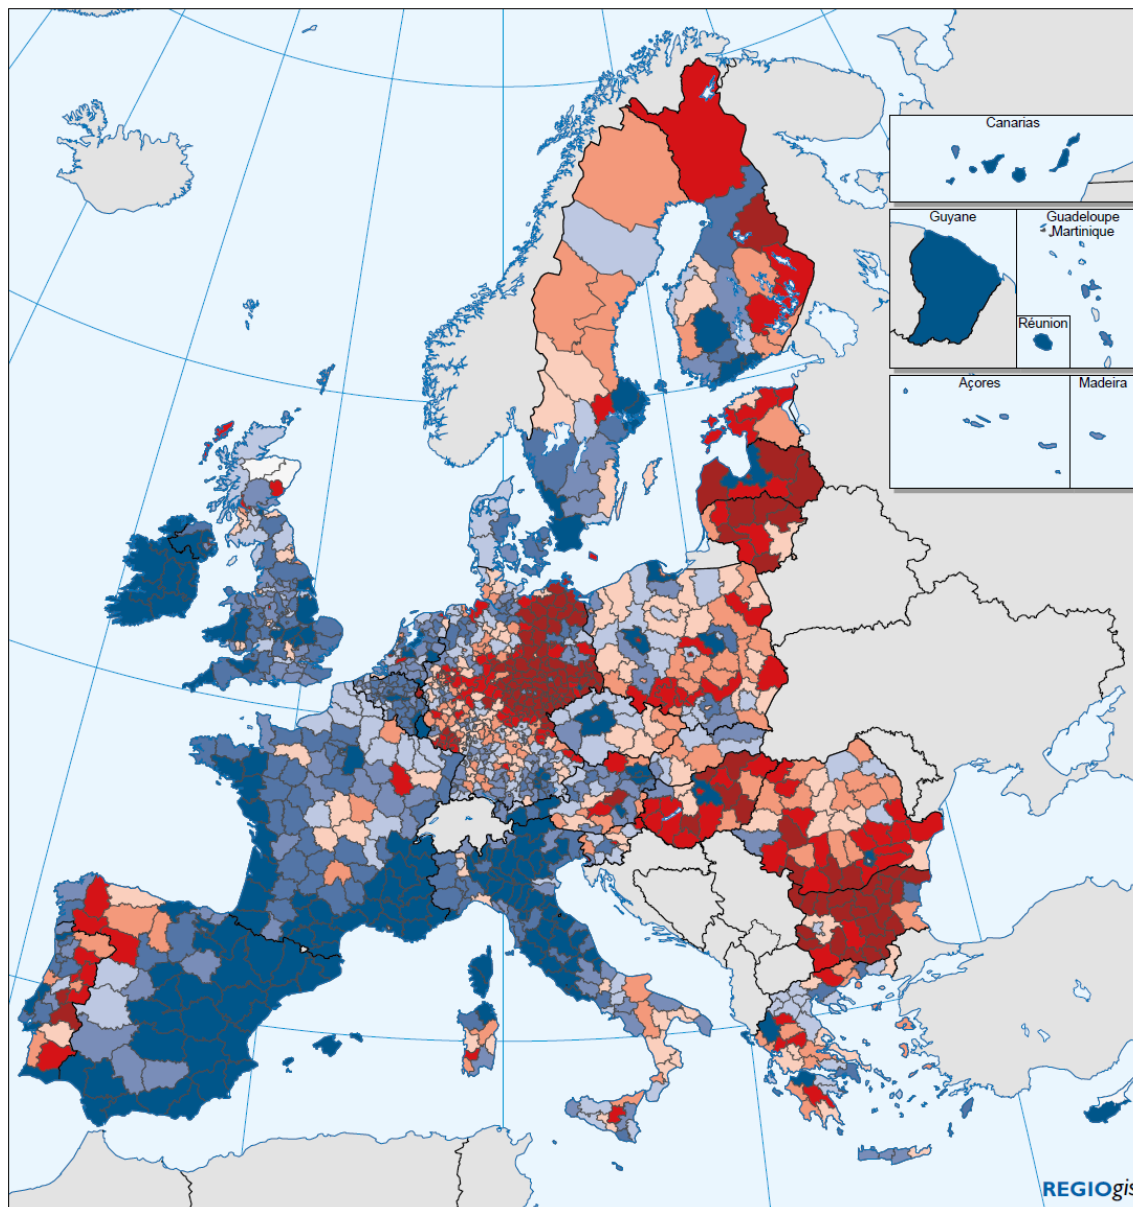 Canarias
Guyane
Guadeloupe
Martinique
Réunion
Açores
Madeira
REGIOgis